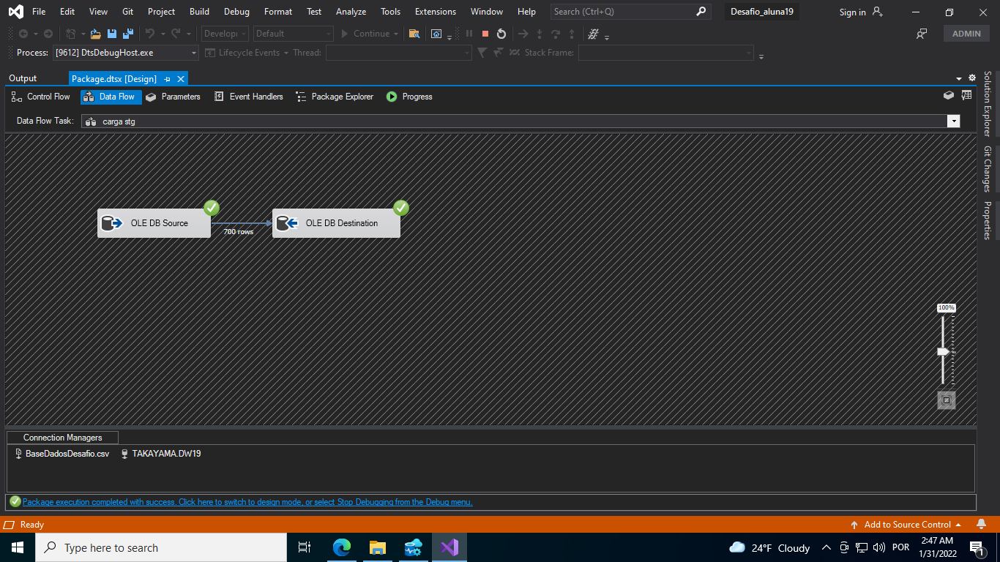 File Edit View Git Project Build Debug Format Test Analyze Tools Extensions Window Help Search (Ctrl+Q) Desafio_aluna19 Sign in
Developi Default Continue ADMIN
Process: [9612] DtsDebugHost.exe Lifecycle Events Thread: Stack Frame:
Output Package.dtsx [Design]
Control Flow Data Flow Parameters Event Handlers Package Explorer Progress
Data Flow Task: carga stg
Solution Explorer
Git Changes
Properties
OLE DB Source OLE DB Destination
700 rows
100%
Connection Managers
BaseDadosDesafio.csv TAKAYAMA.DW19
Package execution completed with success. Click here to switch to design mode, or select Stop Debugging from the Debug menu.
Ready Add to Source Control
Type here to search 24°F Cloudy POR 2:47 AM
1/31/2022 1